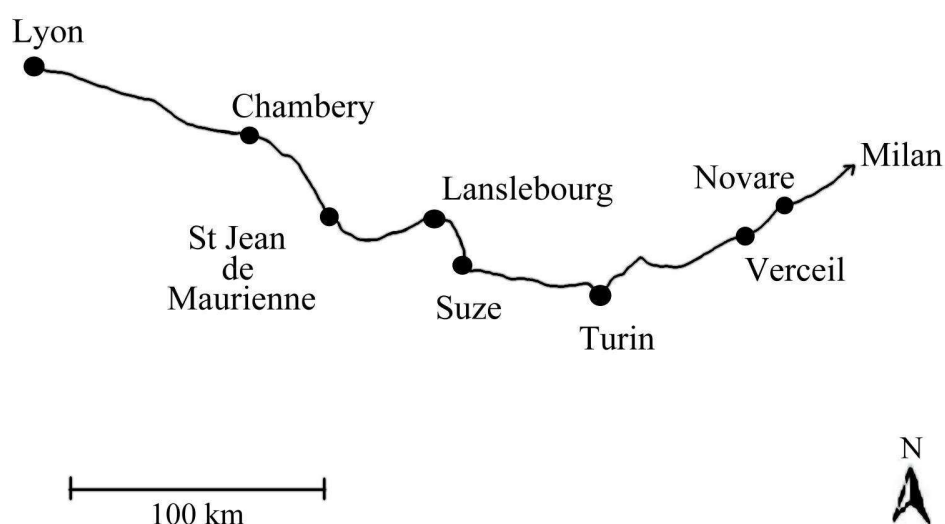 Lyon
Chambery
Milan
Novare
Lanslebourg
St Jean
de
Maurienne
Verceil
Suze
Turin
N
100 km